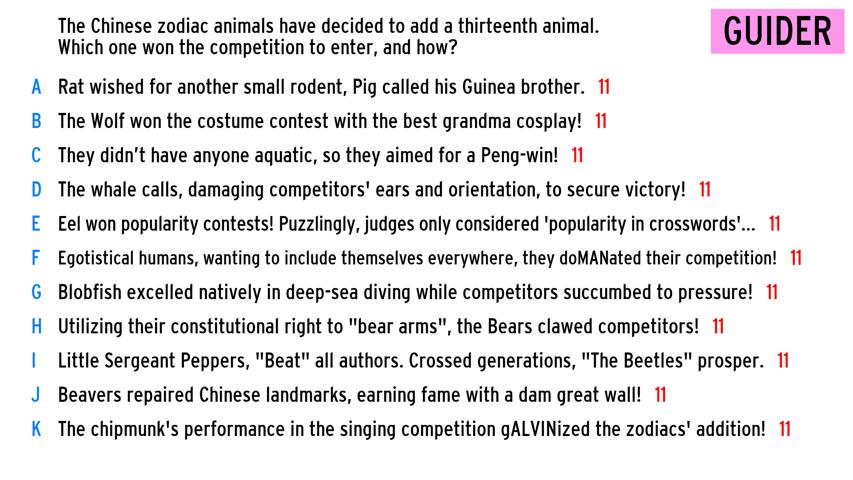 The Chinese zodiac animals have decided to add a thirteenth animal.
Which one won the competition to enter, and how?
GUIDER
A Rat wished for another small rodent, Pig called his Guinea brother. 11
B The Wolf won the costume contest with the best grandma cosplay! 11
C They didn't have anyone aquatic, so they aimed for a Peng-win! 11
D The whale calls, damaging competitors' ears and orientation, to secure victory! 11
E Eel won popularity contests! Puzzlingly, judges only considered 'popularity in crosswords'... 11
F Egotistical humans, wanting to include themselves everywhere, they doMANated their competition! 11
G Blobfish excelled natively in deep-sea diving while competitors succumbed to pressure! 11
H Utilizing their constitutional right to "bear arms", the Bears clawed competitors! 11
I Little Sergeant Peppers, "Beat" all authors. Crossed generations, "The Beetles" prosper. 11
J Beavers repaired Chinese landmarks, earning fame with a dam great wall! 11
K The chipmunk's performance in the singing competition gALVINized the zodiacs' addition! 11